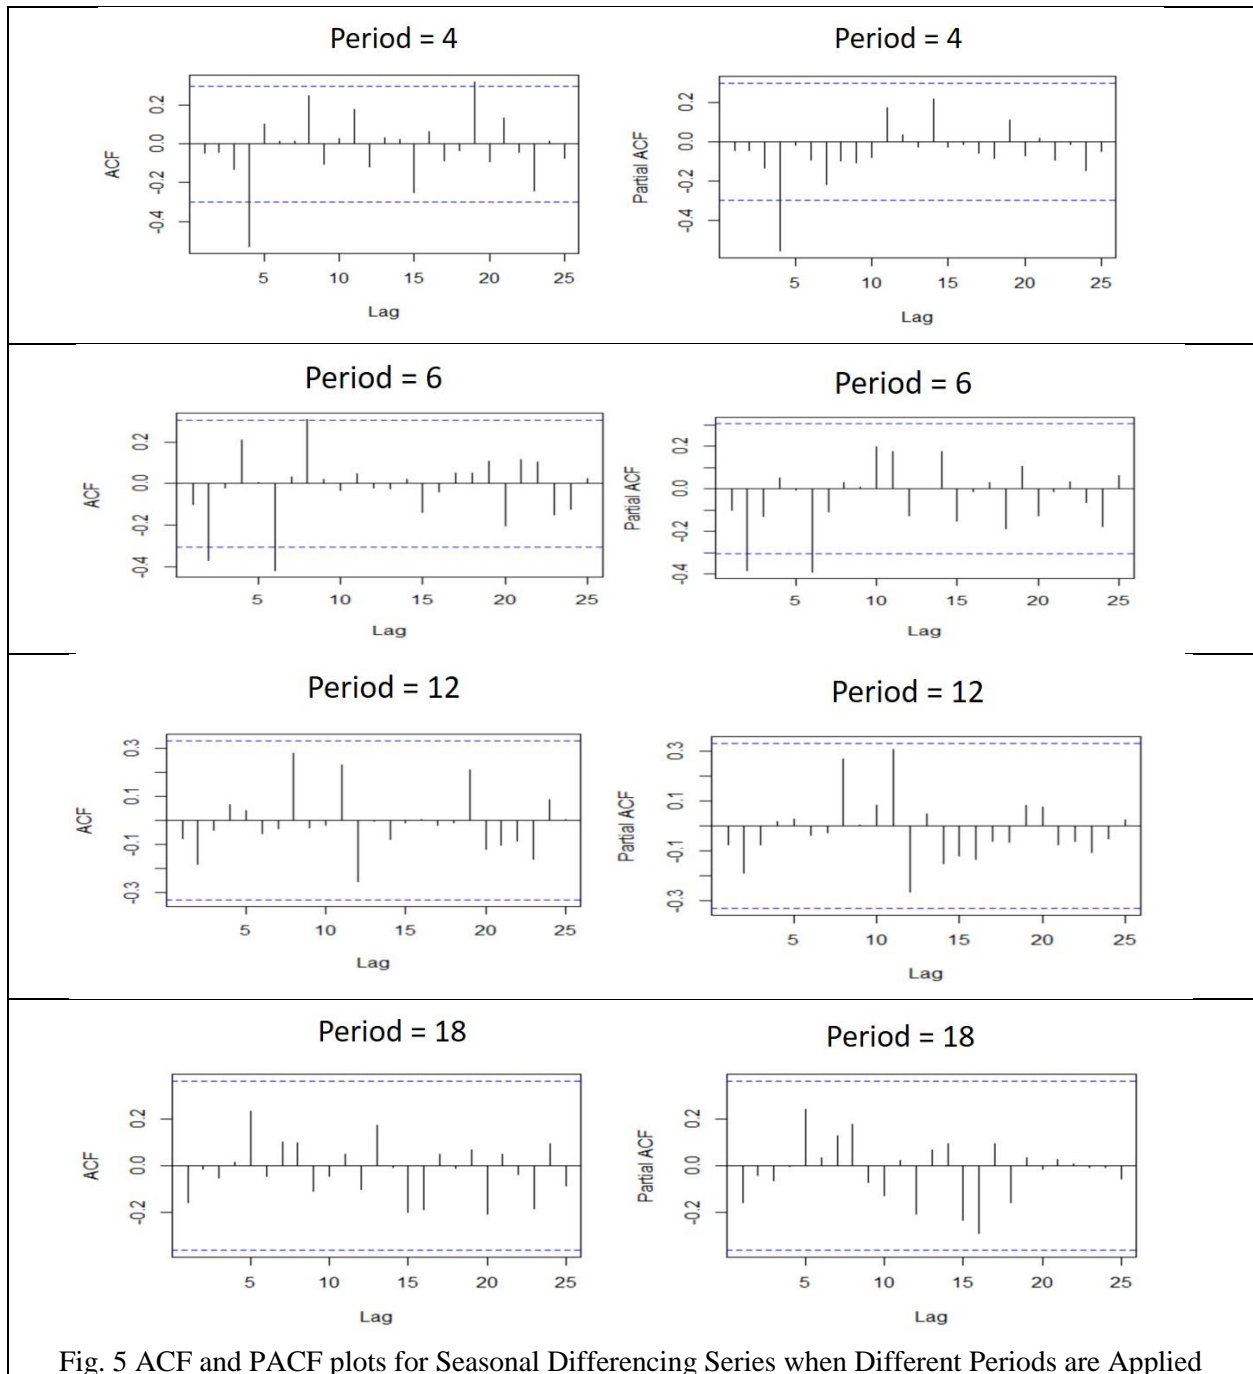 Period = 4
Period = 4
ACF
0.2
0.0
-0.2
-0.4
5
10
15
20
25
Lag
Partial ACF
0.2
0.0
-0.2
-0.4
5
10
15
20
25
Lag
Period = 6
Period = 6
ACF
0.2
0.0
-0.2
-0.4
5
10
15
20
25
Lag
Partial ACF
0.2
0.0
-0.2
-0.4
5
10
15
20
25
Lag
Period = 12
Period = 12
ACF
0.3
0.1
-0.1
-0.3
5
10
15
20
25
Lag
Partial ACF
0.3
0.1
-0.1
-0.3
5
10
15
20
25
Lag
Period = 18
Period = 18
ACF
0.2
0.0
-0.2
5
10
15
20
25
Lag
Partial ACF
0.2
0.0
-0.2
5
10
15
20
25
Lag
Fig. 5 ACF and PACF plots for Seasonal Differencing Series when Different Periods are Applied